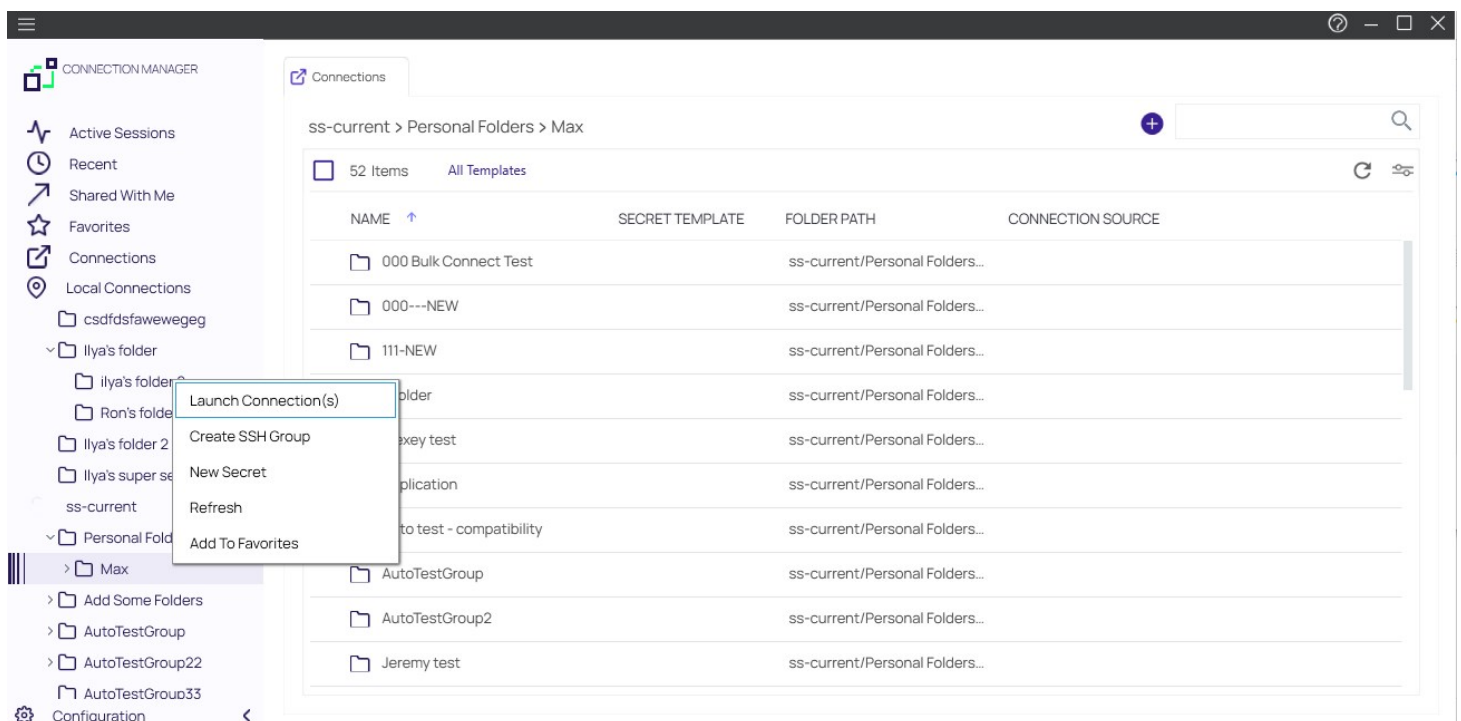 CONNECTION MANAGER
Active Sessions
Recent
Shared With Me
Favorites
Connections
Local Connections
csdfdsfawewegeg
Ilya's folder
ilya's folder
Ron's folde
Ilya's folder 2
Ilya's super se
ss-current
Personal Fold
Max
Add Some Folders
AutoTestGroup
AutoTestGroup22
AutoTestGroup33
Configuration
Launch Connection(s)
Create SSH Group
New Secret
Refresh
Add To Favorites
Connections
ss-current > Personal Folders > Max
52 Items All Templates
NAME SECRET TEMPLATE FOLDER PATH CONNECTION SOURCE
000 Bulk Connect Test ss-current/Personal Folders...
000---NEW ss-current/Personal Folders...
111-NEW ss-current/Personal Folders...
older ss-current/Personal Folders...
exey test ss-current/Personal Folders...
plication ss-current/Personal Folders...
to test - compatibility ss-current/Personal Folders...
AutoTestGroup ss-current/Personal Folders...
AutoTestGroup2 ss-current/Personal Folders...
Jeremy test ss-current/Personal Folders...